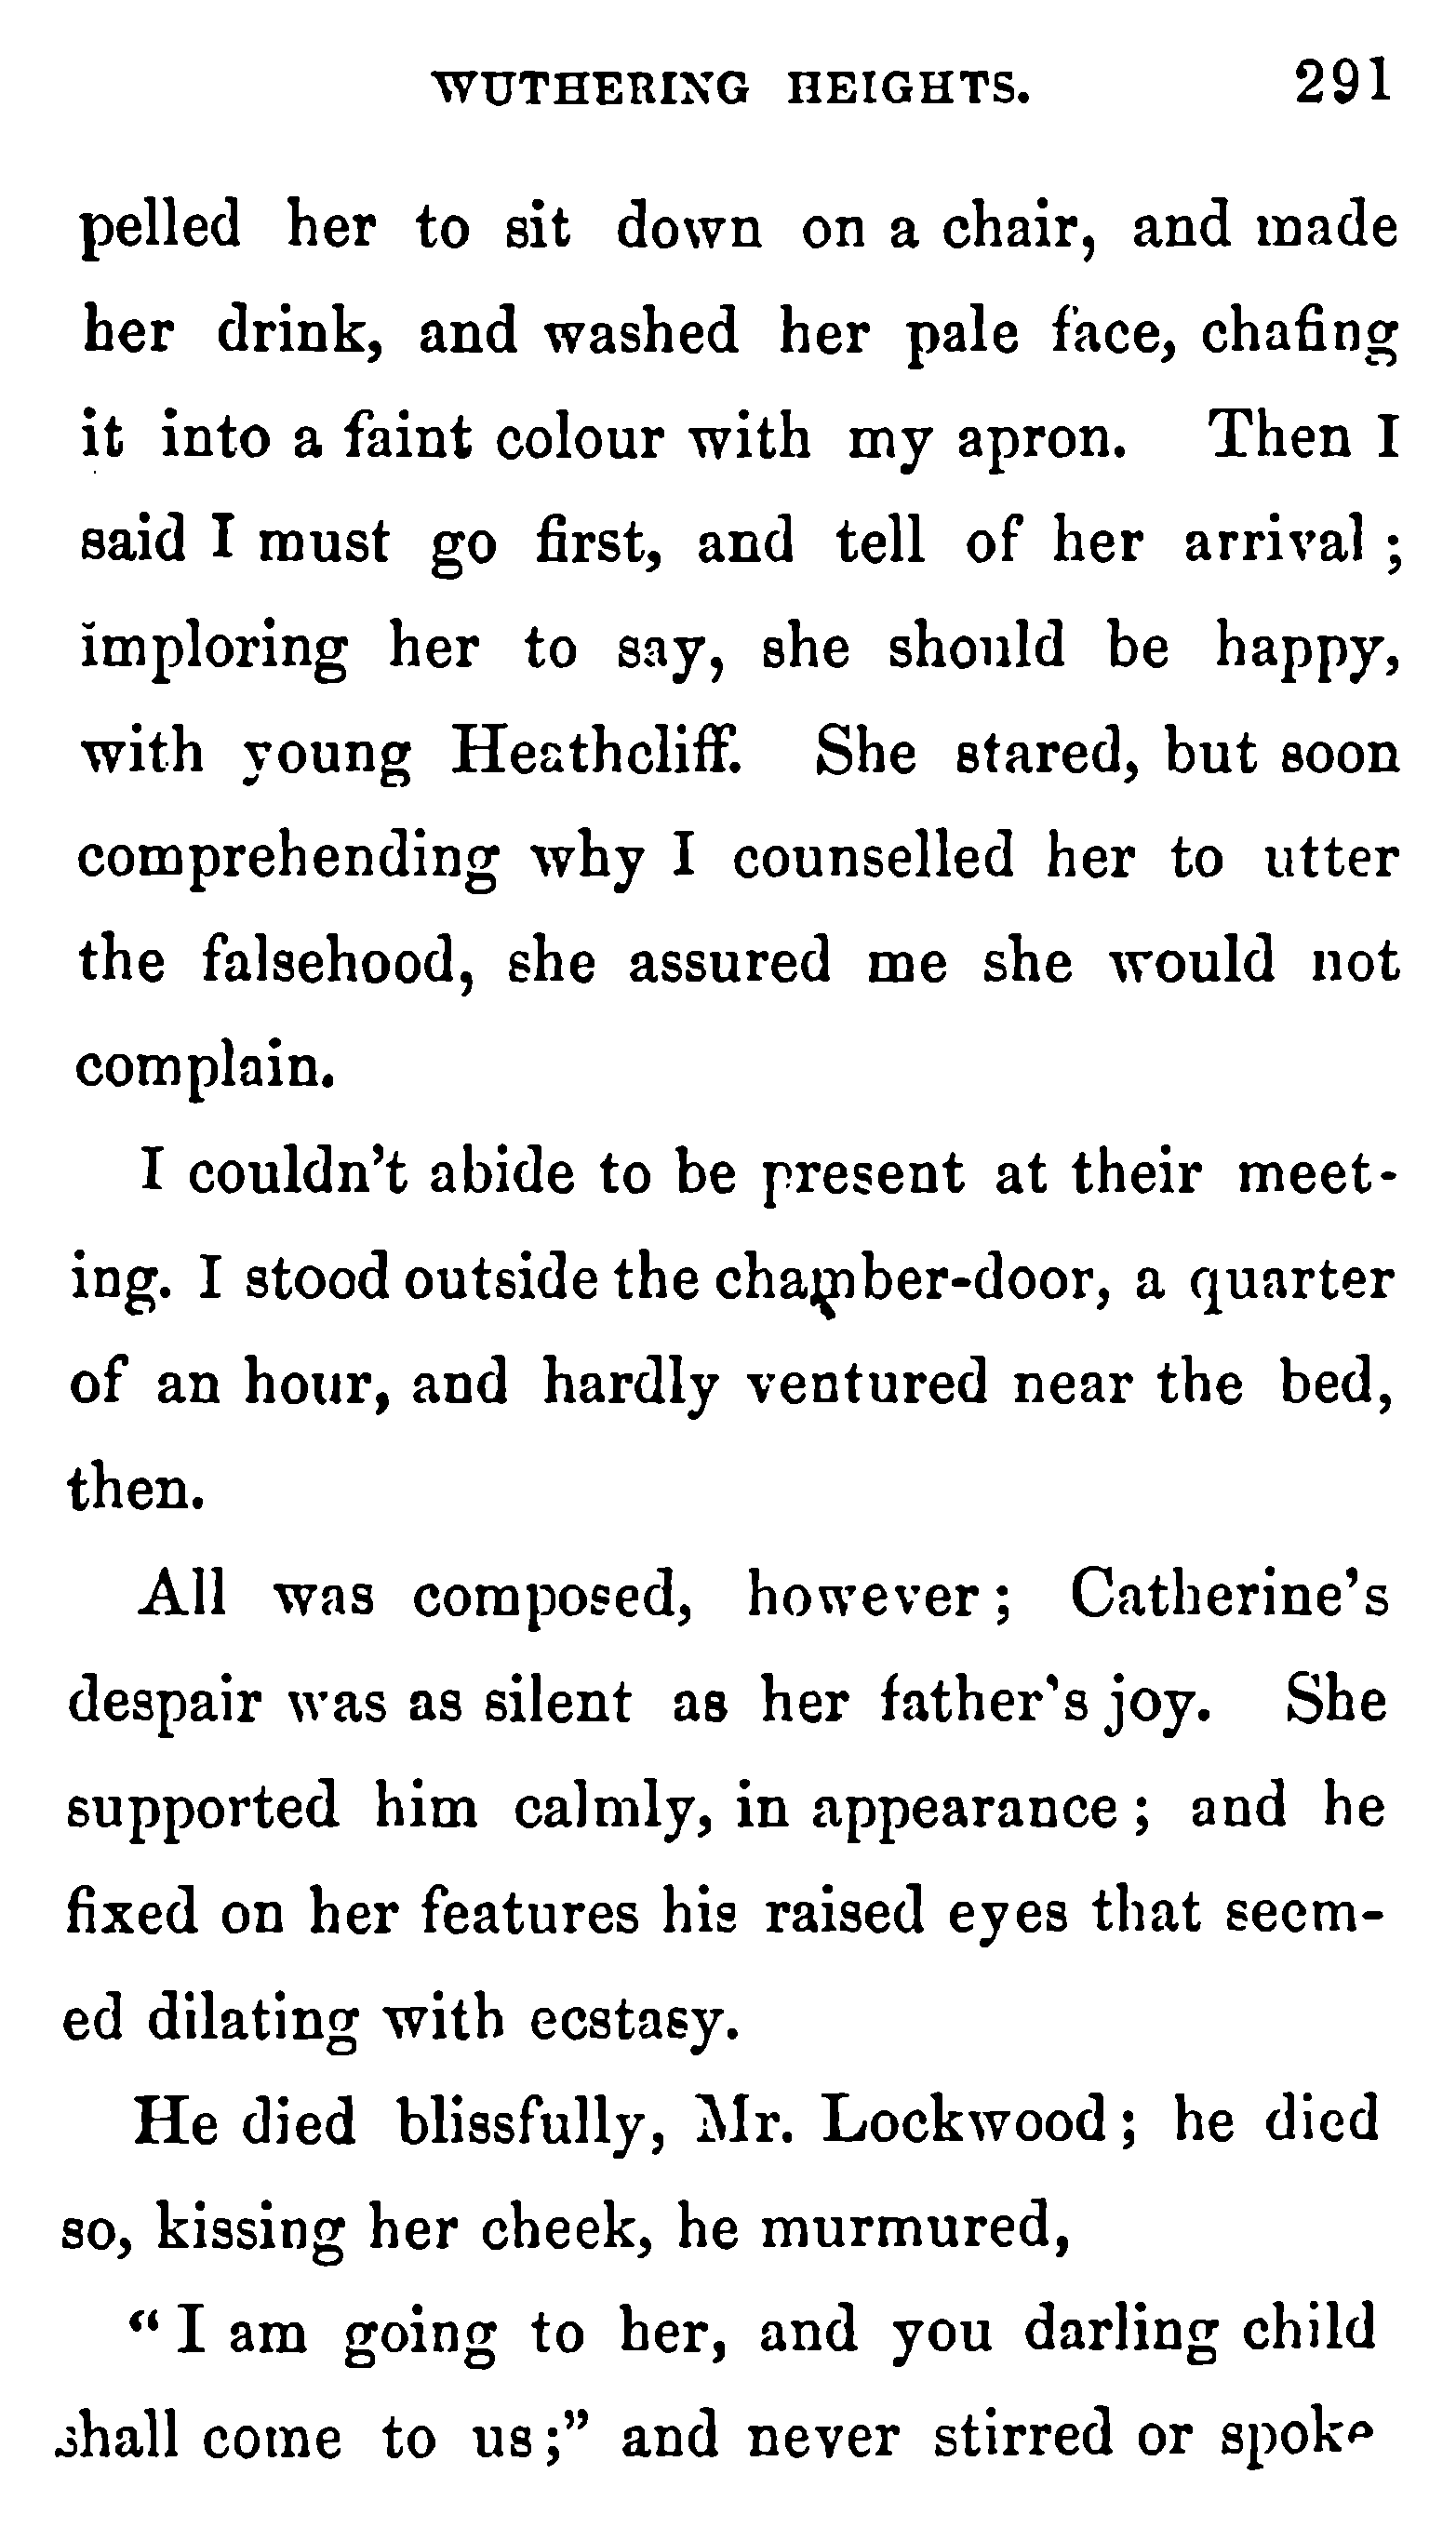 WUTHERING HEIGHTS. 291
pelled her to sit down on a chair, and made
her drink, and washed her pale face, chafing
it into a faint colour with my apron. Then I
said I must go first, and tell of her arrival ;
imploring her to say, she should be happy,
with young Heathcliff. She stared, but soon
comprehending why I counselled her to utter
the falsehood, she assured me she would not
complain.
I couldn't abide to be present at their meet-
ing. I stood outside the chamber-door, a quarter
of an hour, and hardly ventured near the bed,
then.
All was composed, however ; Catherine's
despair was as silent as her father's joy. She
supported him calmly, in appearance ; and he
fixed on her features his raised eyes that seem-
ed dilating with ecstasy.
He died blissfully, Mr. Lockwood ; he died
so, kissing her cheek, he murmured,
" I am going to her, and you darling child
shall come to us ;" and never stirred or spoke